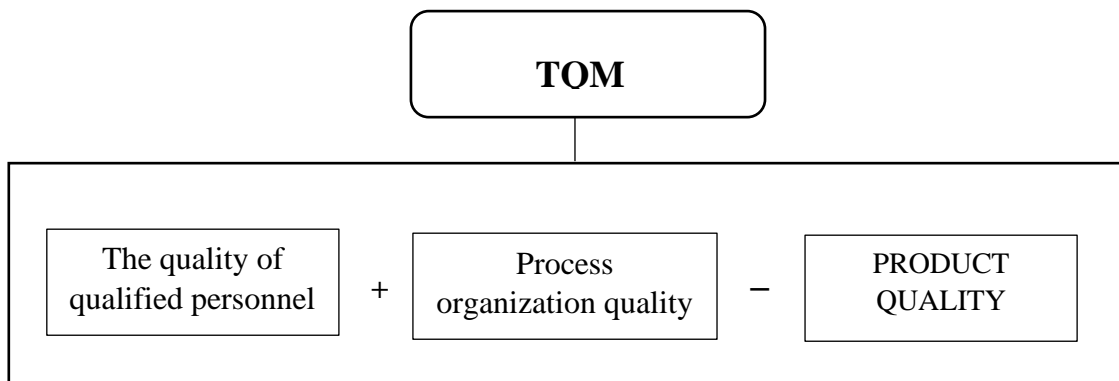 TQM
The quality of
qualified personnel
+
Process
organization quality
–
PRODUCT
QUALITY